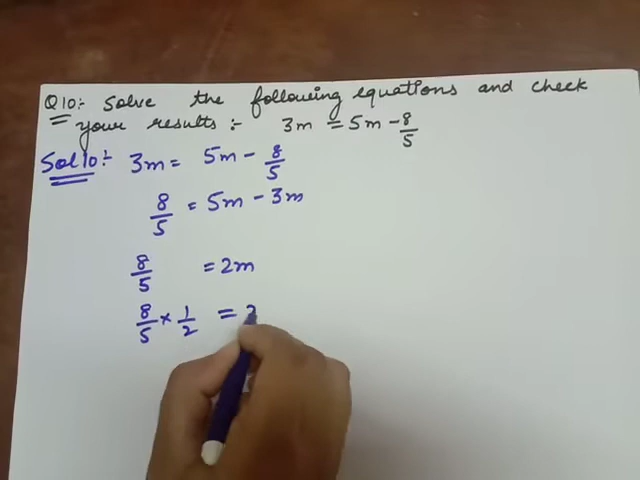 Q10:- Solve the following equations and check
your results:- 3m = 5m - 8/5
Sol10:- 3m = 5m - 8/5
8/5 = 5m - 3m
8/5 = 2m
8/5 × 1/2 =